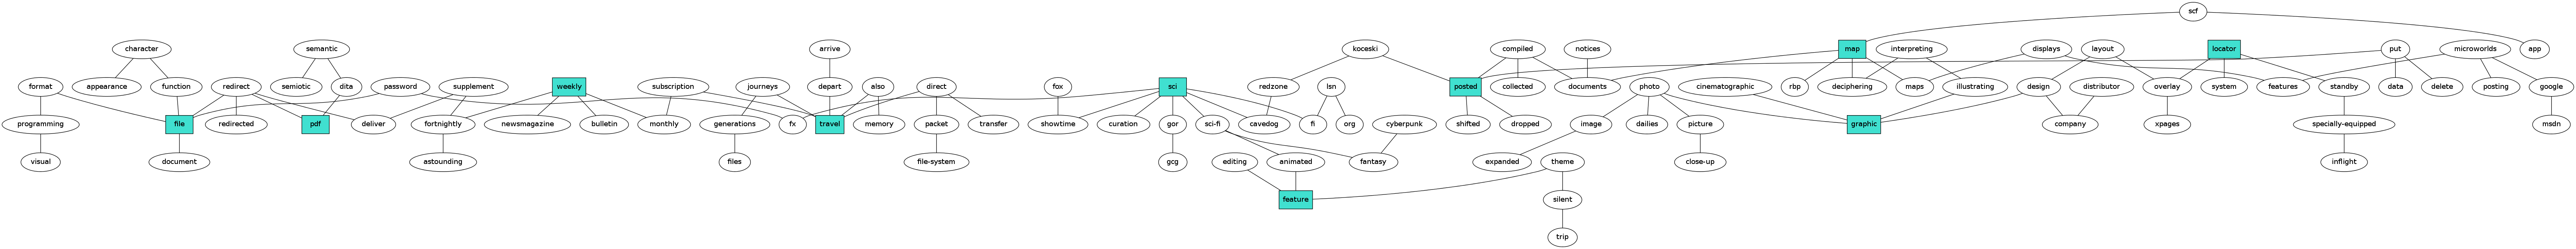 scf
character
semantic
arrive
koceski
compiled
notices
map
interpreting
displays
layout
locator
put
microworlds
app
format
appearance
function
redirect
semiotic
dita
password
supplement
weekly
subscription
journeys
depart
also
direct
fox
sci
redzone
lsn
posted
collected
documents
photo
cinematographic
rbp
deciphering
maps
illustrating
design
distributor
overlay
system
features
standby
data
delete
posting
google
programming
file
redirected
pdf
deliver
fortnightly
newsmagazine
bulletin
monthly
generations
fx
travel
memory
packet
transfer
showtime
curation
gor
sci-fi
cavedog
fi
org
cyberpunk
shifted
dropped
image
dailies
picture
graphic
company
xpages
specially-equipped
msdn
visual
document
astounding
files
file-system
gcg
editing
animated
fantasy
expanded
theme
close-up
inflight
feature
silent
trip